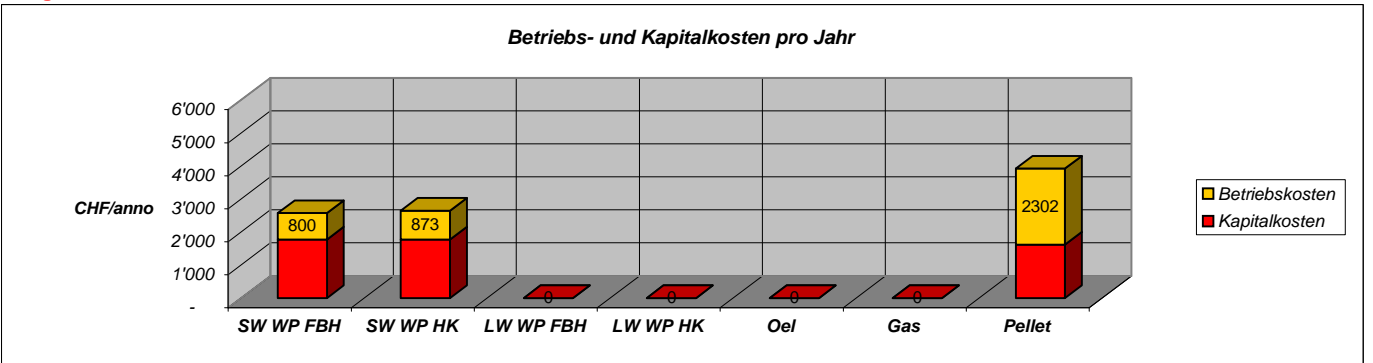 Betriebs- und Kapitalkosten pro Jahr
6'000
5'000
4'000
3'000
2'000
1'000
-
CHF/anno
800
873
0
0
0
0
2302
SW WP FBH
SW WP HK
LW WP FBH
LW WP HK
Oel
Gas
Pellet
Betriebskosten
Kapitalkosten